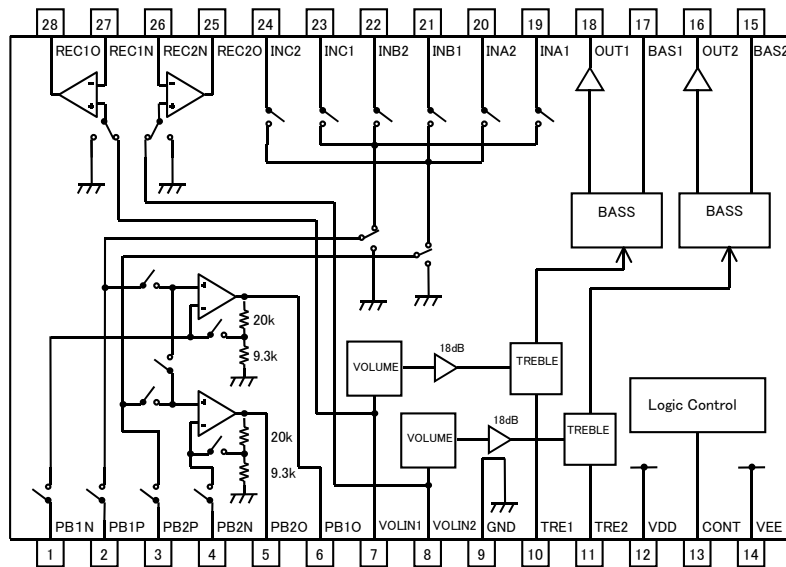 28 27 26 25 24 23 22 21 20 19 18 17 16 15
REC1O REC1N REC2N REC2O INC2 INC1 INB2 INB1 INA2 INA1 OUT1 BAS1 OUT2 BAS2
- + - +
BASS BASS
+ -
20k
9.3k
18dB
VOLUME TREBLE
Logic Control
+ -
18dB
20k
VOLUME TREBLE
9.3k
PB1N PB1P PB2P PB2N PB2O PB1O VOLIN1 VOLIN2 GND TRE1 TRE2 VDD CONT VEE
1 2 3 4 5 6 7 8 9 10 11 12 13 14